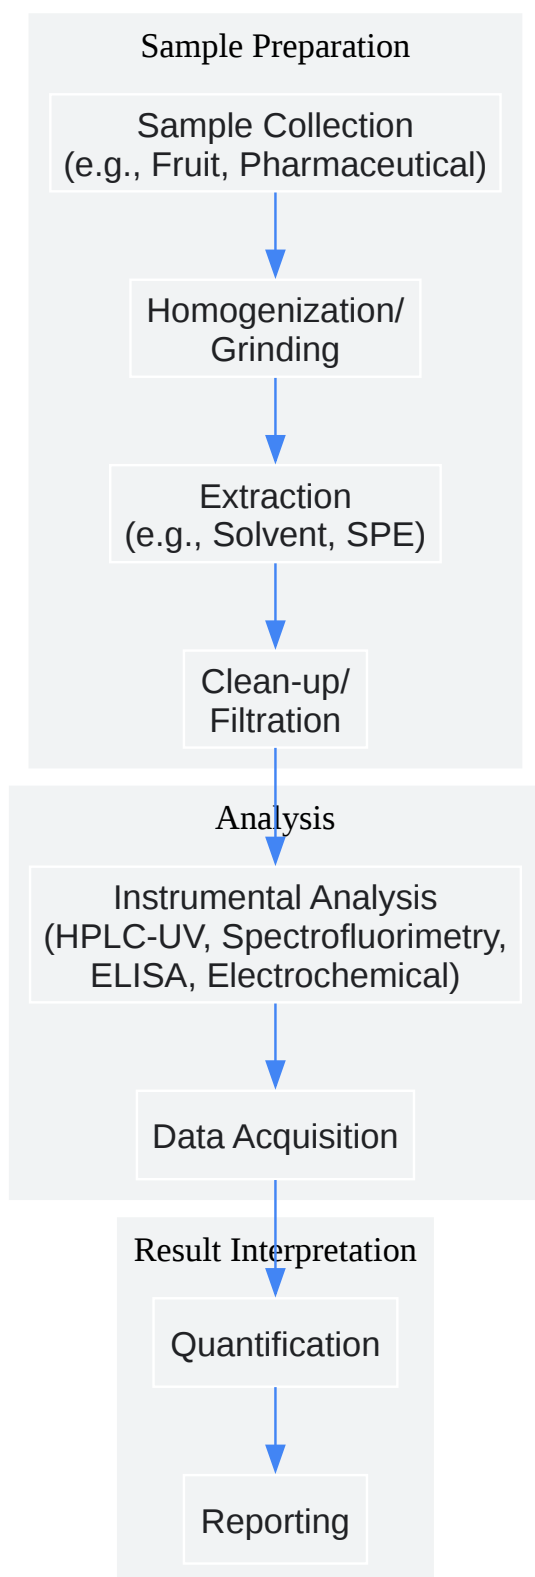 Sample Preparation
Sample Collection
(e.g., Fruit, Pharmaceutical)
Homogenization/
Grinding
Extraction
(e.g., Solvent, SPE)
Clean-up/
Filtration
Analysis
Instrumental Analysis
(HPLC-UV, Spectrofluorimetry,
ELISA, Electrochemical)
Data Acquisition
Result Interpretation
Quantification
Reporting